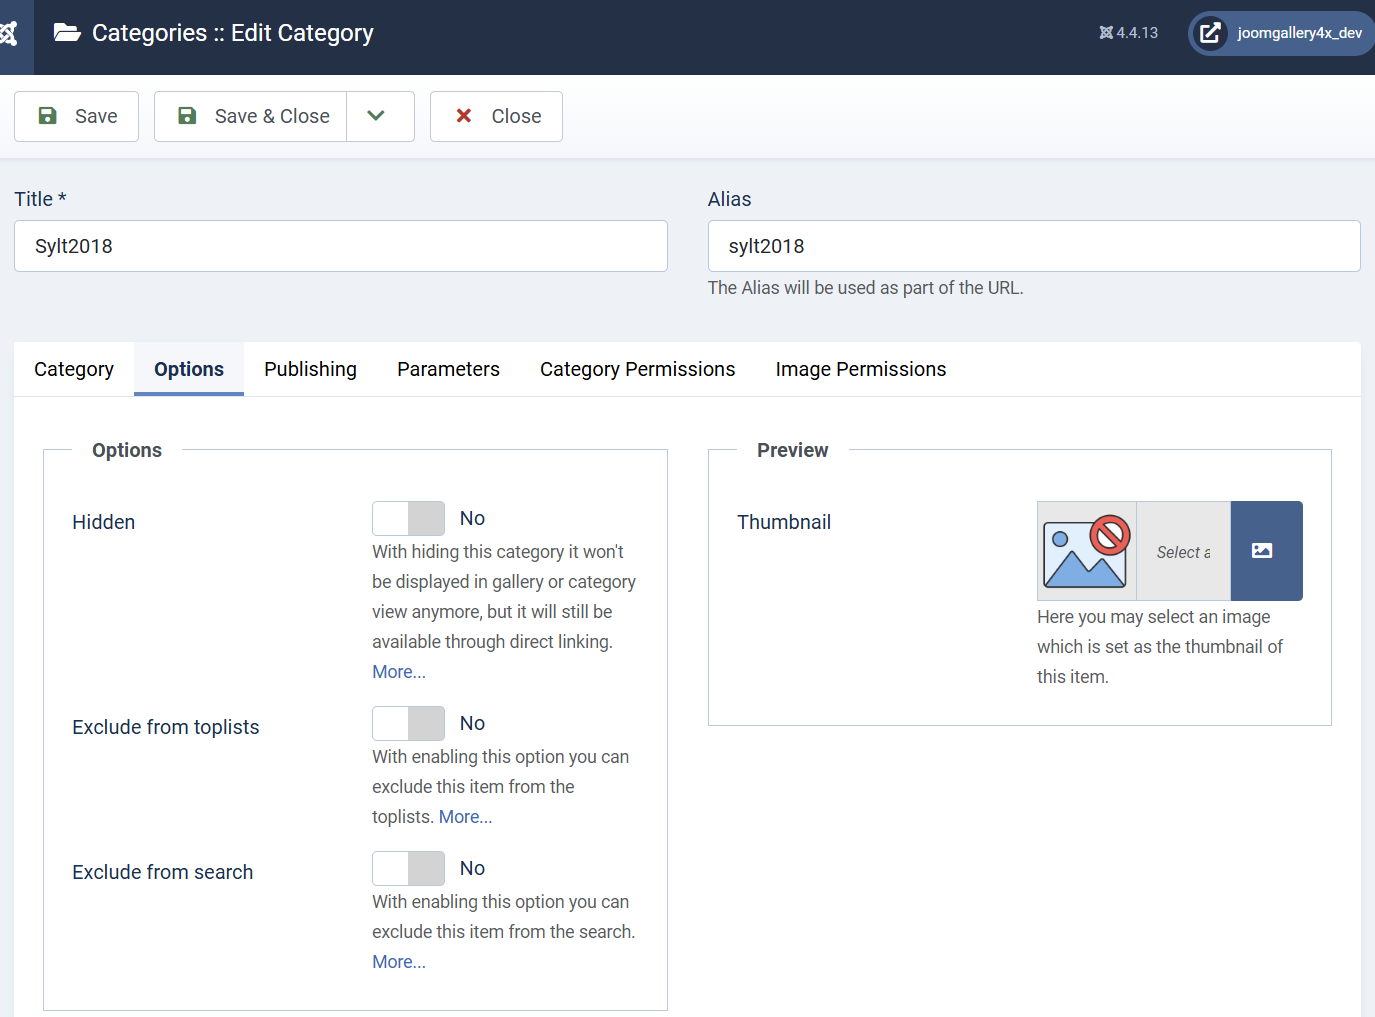 Categories :: Edit Category
4.4.13
joomgallery4x_dev
Save
Save & Close
Close
Title *
Alias
Sylt2018
sylt2018
The Alias will be used as part of the URL.
Category
Options
Publishing
Parameters
Category Permissions
Image Permissions
Options
Hidden
No
With hiding this category it won't
be displayed in gallery or category
view anymore, but it will still be
available through direct linking.
More...
Exclude from toplists
No
With enabling this option you can
exclude this item from the
toplists. More...
Exclude from search
No
With enabling this option you can
exclude this item from the search.
More...
Preview
Thumbnail
Select a
Here you may select an image
which is set as the thumbnail of
this item.